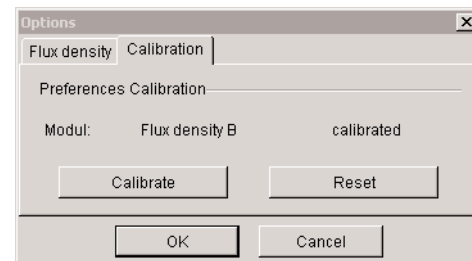 Options
Flux density Calibration
Preferences Calibration
Modul: Flux density B calibrated
Calibrate Reset
OK Cancel